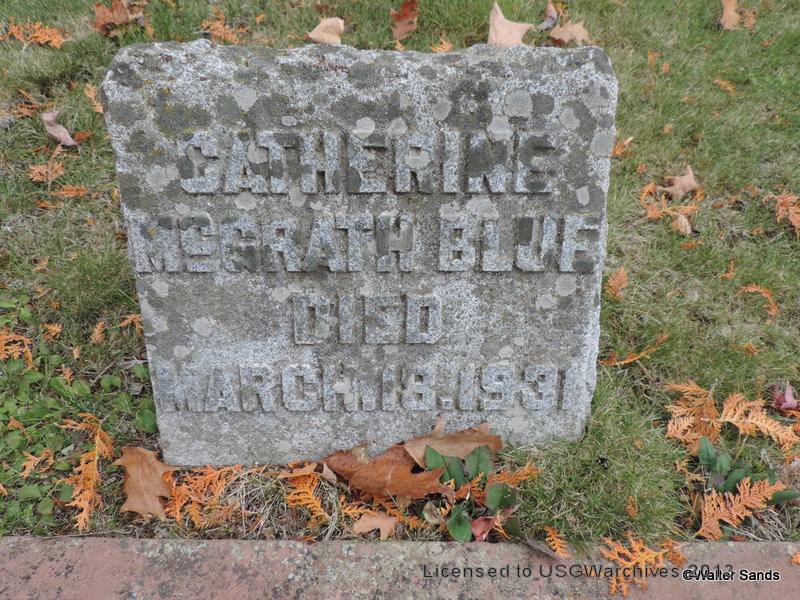 CATHERINE
McGRATH BLUE
DIED
MARCH.18.1931
Licensed to USGWarchives 2013
©Walter Sands